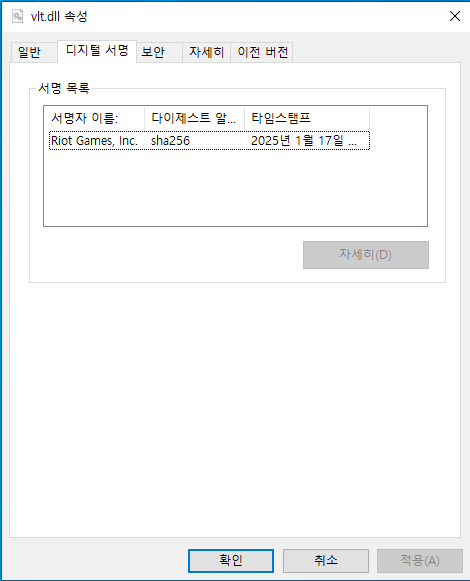 vlt.dll 속성
일반 디지털 서명 보안 자세히 이전 버전
서명 목록
서명자 이름: 다이제스트 알... 타임스탬프
Riot Games, Inc. sha256 2025년 1월 17일 ...
자세히(D)
확인 취소 적용(A)